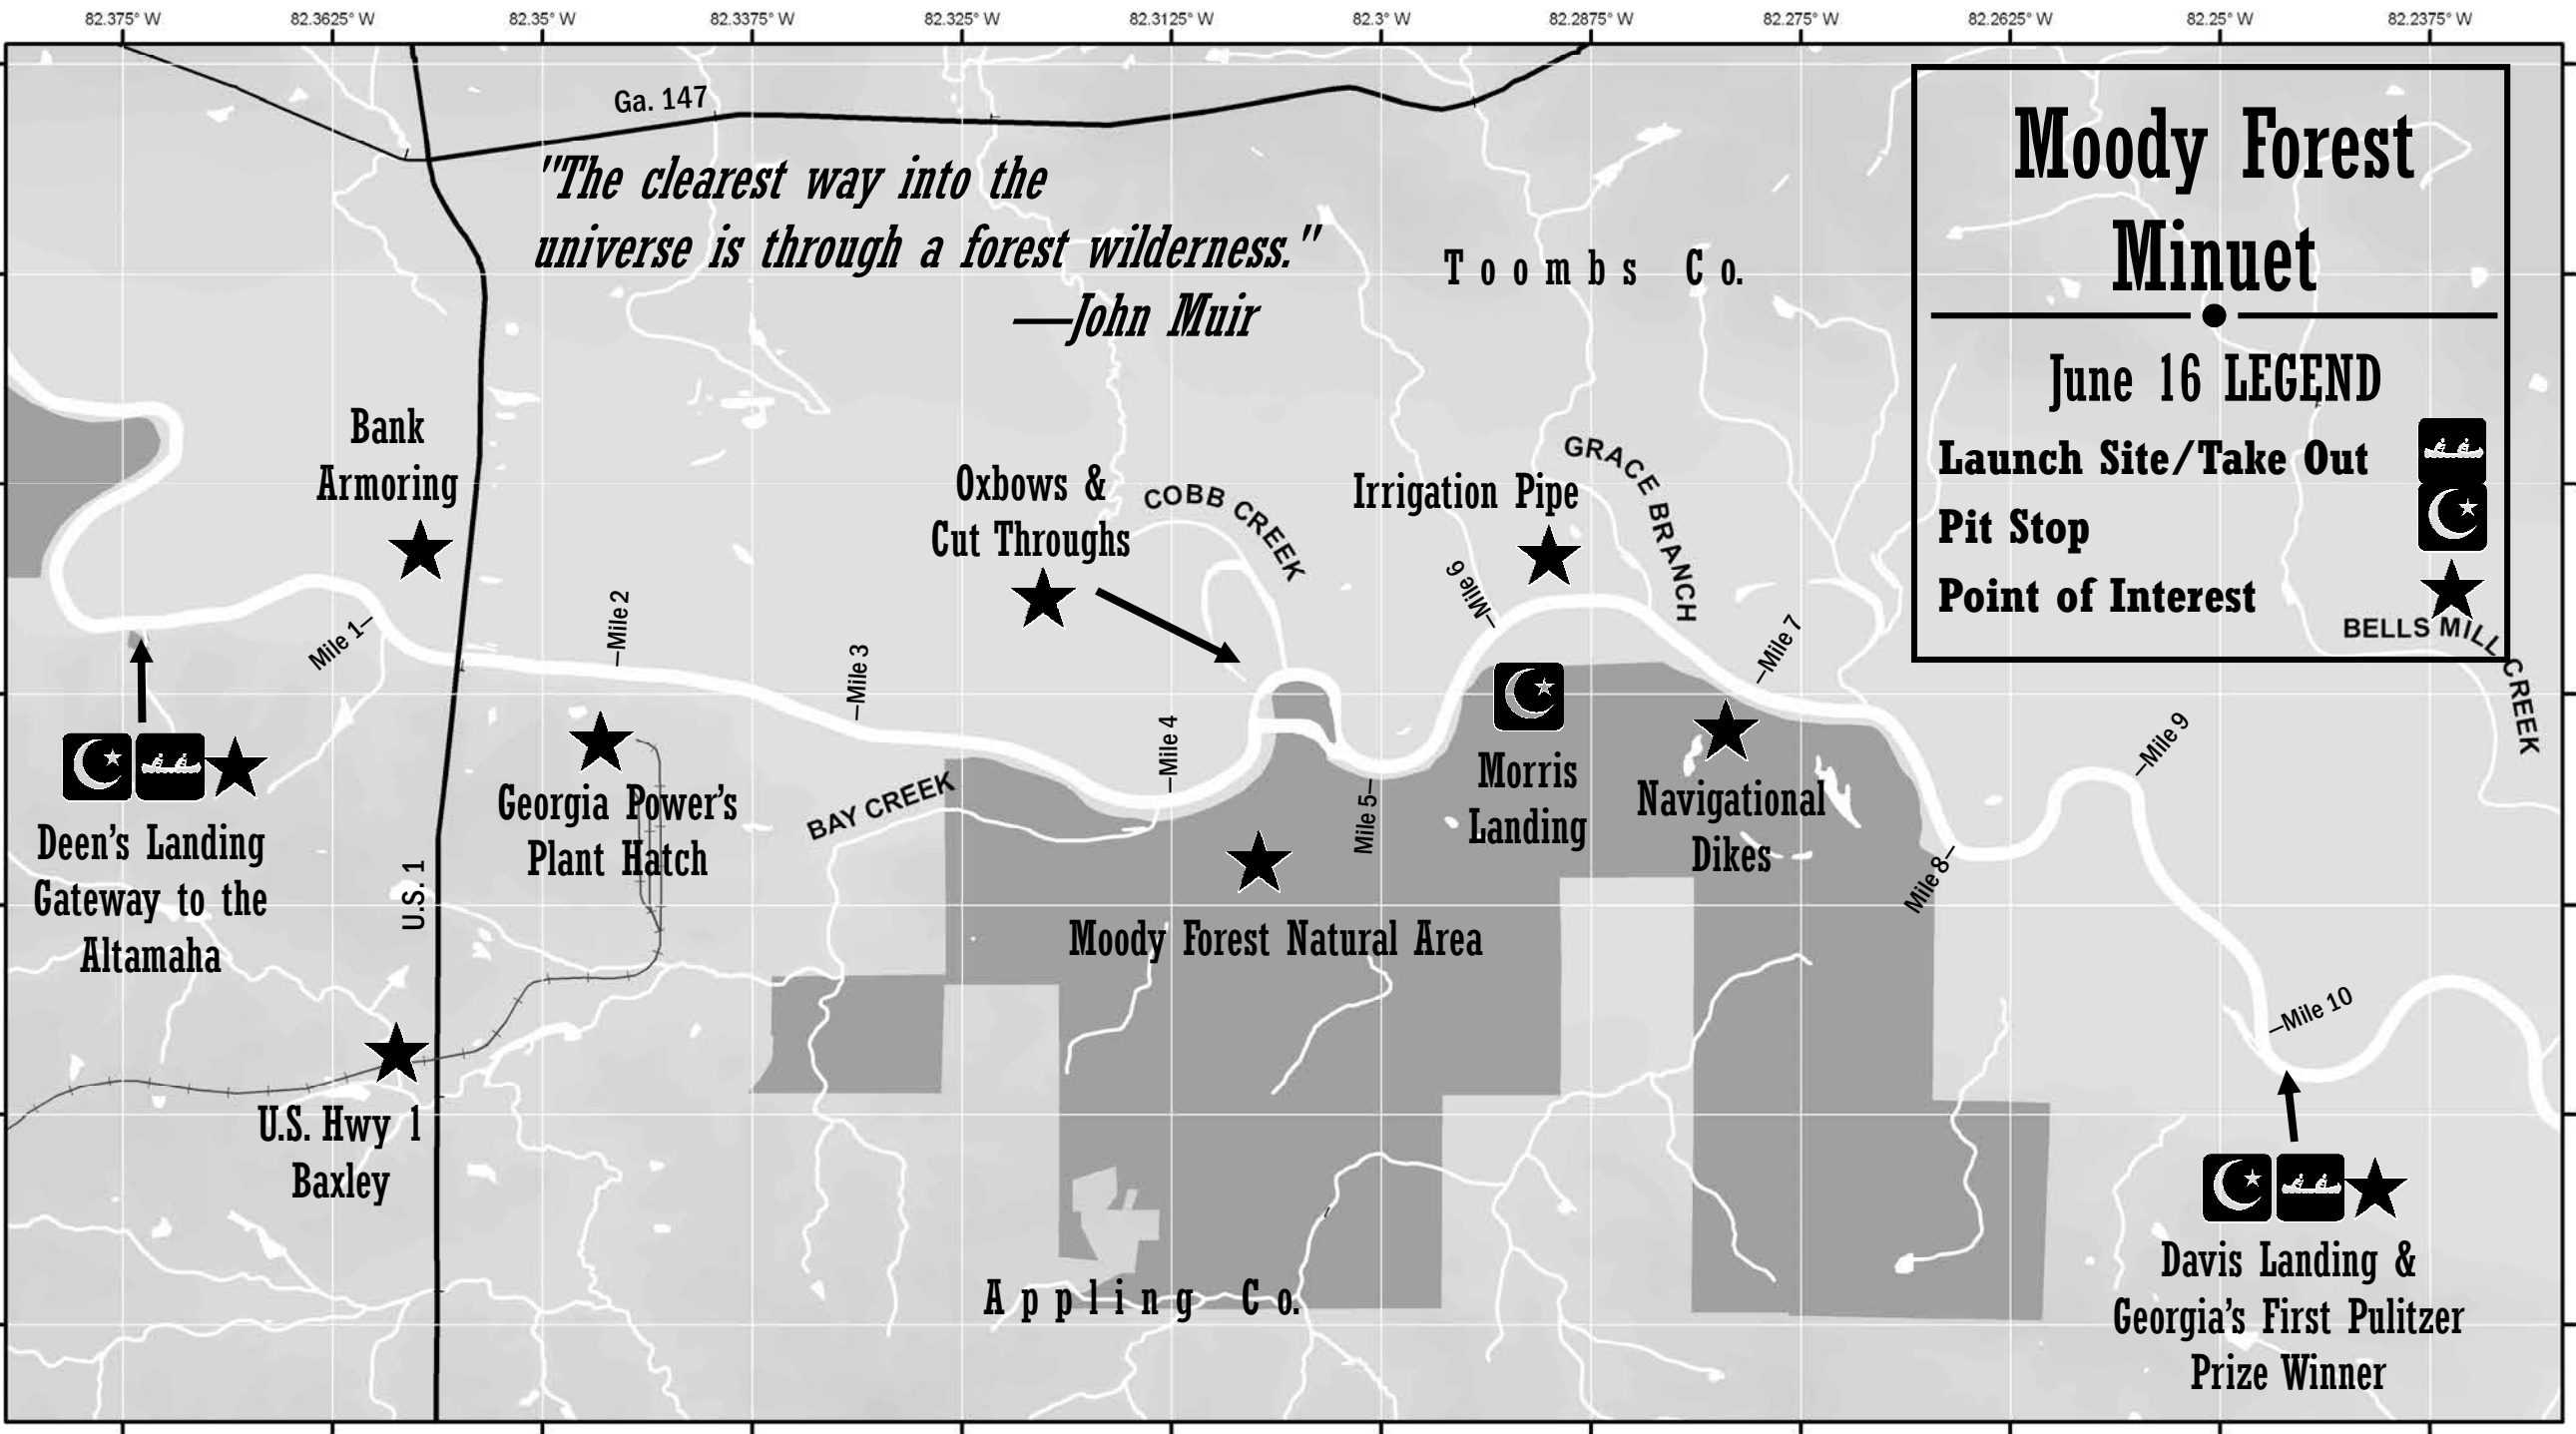 82.375° W
82.3625° W
82.35° W
82.3375° W
82.325° W
82.3125° W
82.3° W
82.2875° W
82.275° W
82.2625° W
82.25° W
82.2375° W
Ga. 147
"The clearest way into the
universe is through a forest wilderness."
—John Muir
Toombs Co.
Moody Forest
Minuet
June 16 LEGEND
Launch Site/Take Out
Pit Stop
Point of Interest
BELLS MILL CREEK
Bank
Armoring
Oxbows &
Cut Throughs
COBB CREEK
Irrigation Pipe
GRACE BRANCH
Mile 1
Mile 2
Mile 3
Mile 4
Mile 5
Mile 6
Mile 7
Mile 8
Mile 9
Mile 10
Deen's Landing
Gateway to the
Altamaha
U.S. 1
Georgia Power's
Plant Hatch
BAY CREEK
Morris
Landing
Navigational
Dikes
Moody Forest Natural Area
U.S. Hwy 1
Baxley
Appling Co.
Davis Landing &
Georgia's First Pulitzer
Prize Winner